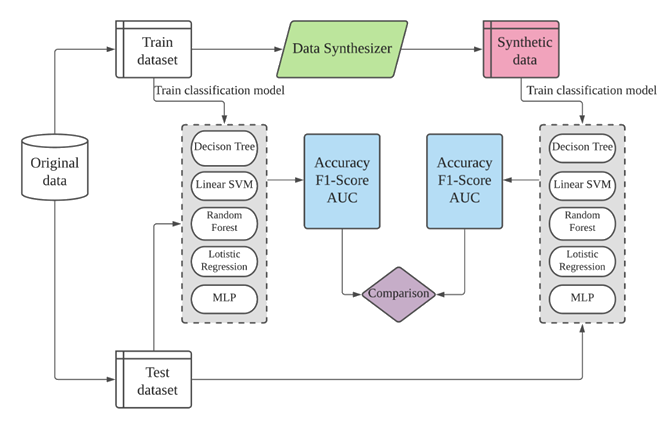 Train
dataset
Data Synthesizer
Synthetic
data
Train classification model
Train classification model
Original
data
Decison Tree
Linear SVM
Random
Forest
Lotistic
Regression
MLP
Accuracy
F1-Score
AUC
Accuracy
F1-Score
AUC
Decison Tree
Linear SVM
Random
Forest
Lotistic
Regression
MLP
Comparison
Test
dataset